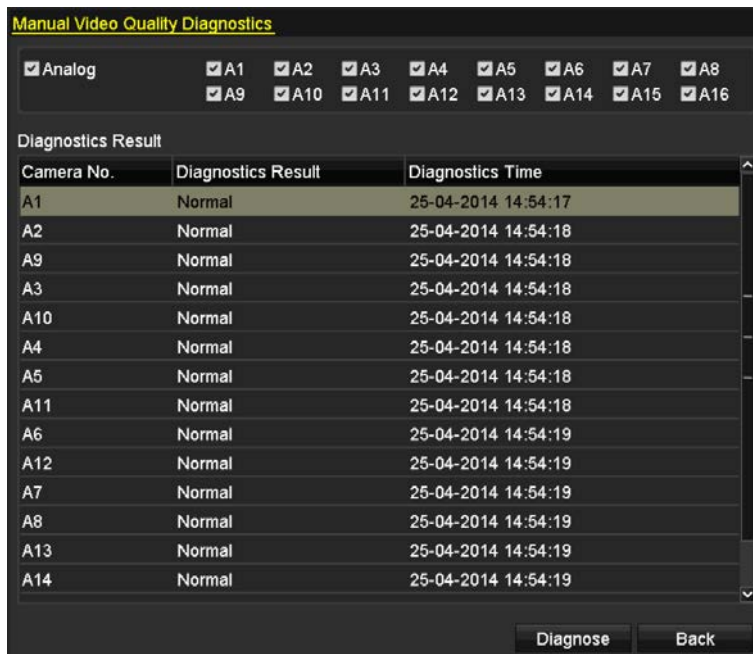 Manual Video Quality Diagnostics
Analog A1 A2 A3 A4 A5 A6 A7 A8
A9 A10 A11 A12 A13 A14 A15 A16
Diagnostics Result
Camera No. Diagnostics Result Diagnostics Time
A1 Normal 25-04-2014 14:54:17
A2 Normal 25-04-2014 14:54:18
A9 Normal 25-04-2014 14:54:18
A3 Normal 25-04-2014 14:54:18
A10 Normal 25-04-2014 14:54:18
A4 Normal 25-04-2014 14:54:18
A5 Normal 25-04-2014 14:54:18
A11 Normal 25-04-2014 14:54:18
A6 Normal 25-04-2014 14:54:19
A12 Normal 25-04-2014 14:54:19
A7 Normal 25-04-2014 14:54:19
A8 Normal 25-04-2014 14:54:19
A13 Normal 25-04-2014 14:54:19
A14 Normal 25-04-2014 14:54:19
Diagnose Back